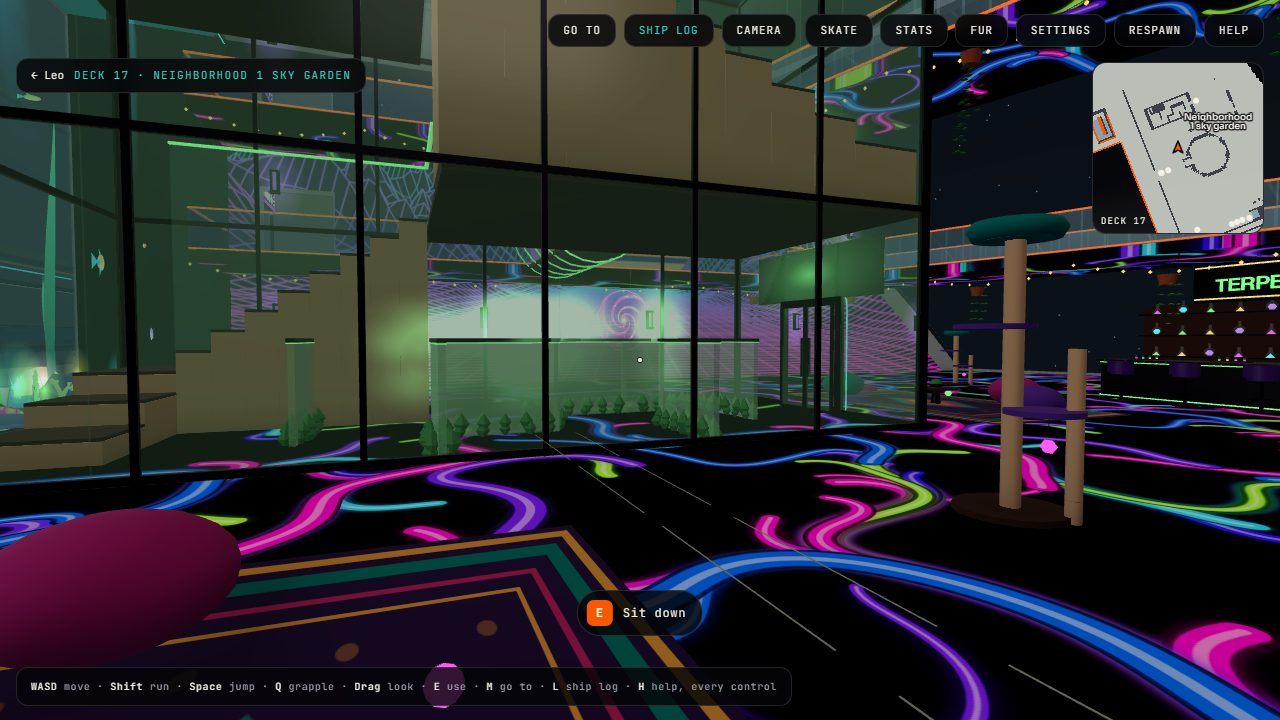 GO TO
SHIP LOG
CAMERA
SKATE
STATS
FUR
SETTINGS
RESPAWN
HELP
← Leo DECK 17 · NEIGHBORHOOD 1 SKY GARDEN
Neighborhood
1 sky garden
DECK 17
E Sit down
WASD move · Shift run · Space jump · Q grapple · Drag look · E use · M go to · L ship log · H help, every control